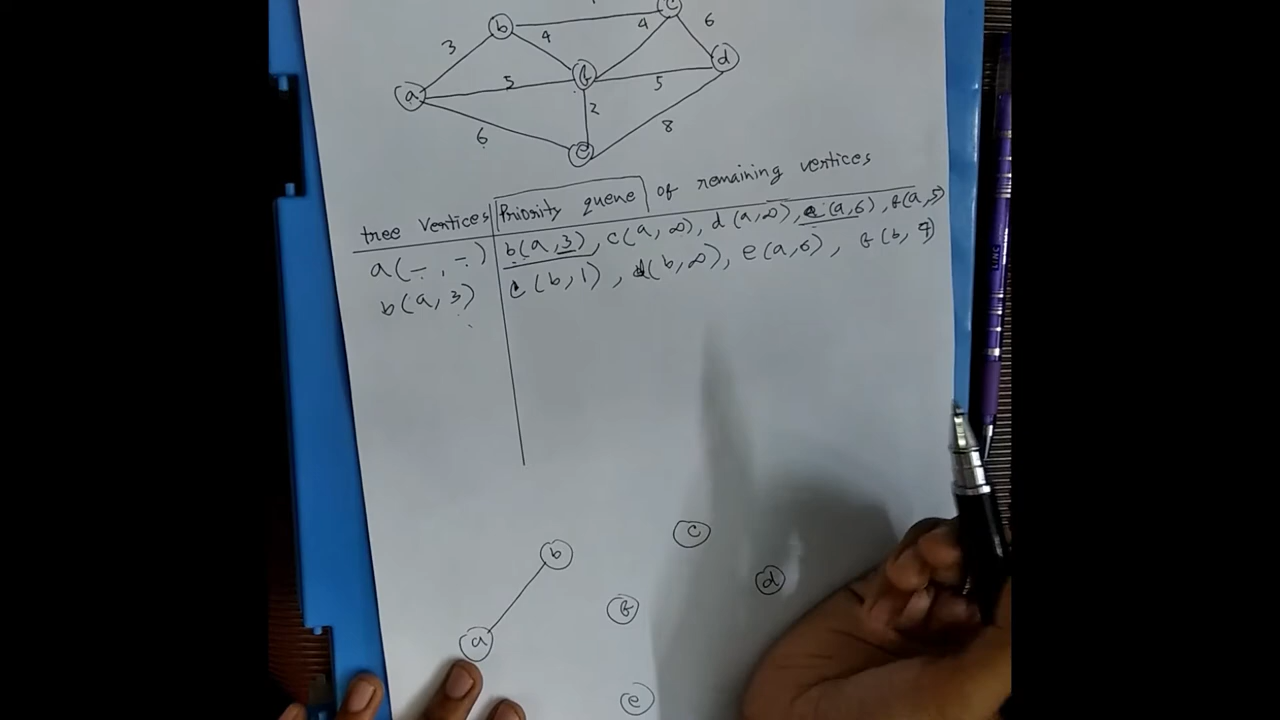 b c
3 4 4 6
a 5 f 5 d
6 2 8
e
tree vertices Priority queue of remaining vertices
a(-, -) b(a, 3), c(a, ∞), d(a, ∞), e(a, 6), f(a, 5)
b(a, 3) c(b, 1), d(b, ∞), e(a, 6), f(b, 4)
c
b
d
f
a
e
LINC